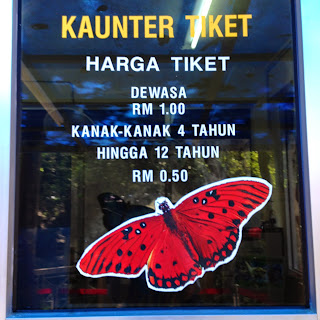 KAUNTER TIKET
HARGA TIKET
DEWASA
RM 1.00
KANAK-KANAK 4 TAHUN
HINGGA 12 TAHUN
RM 0.50